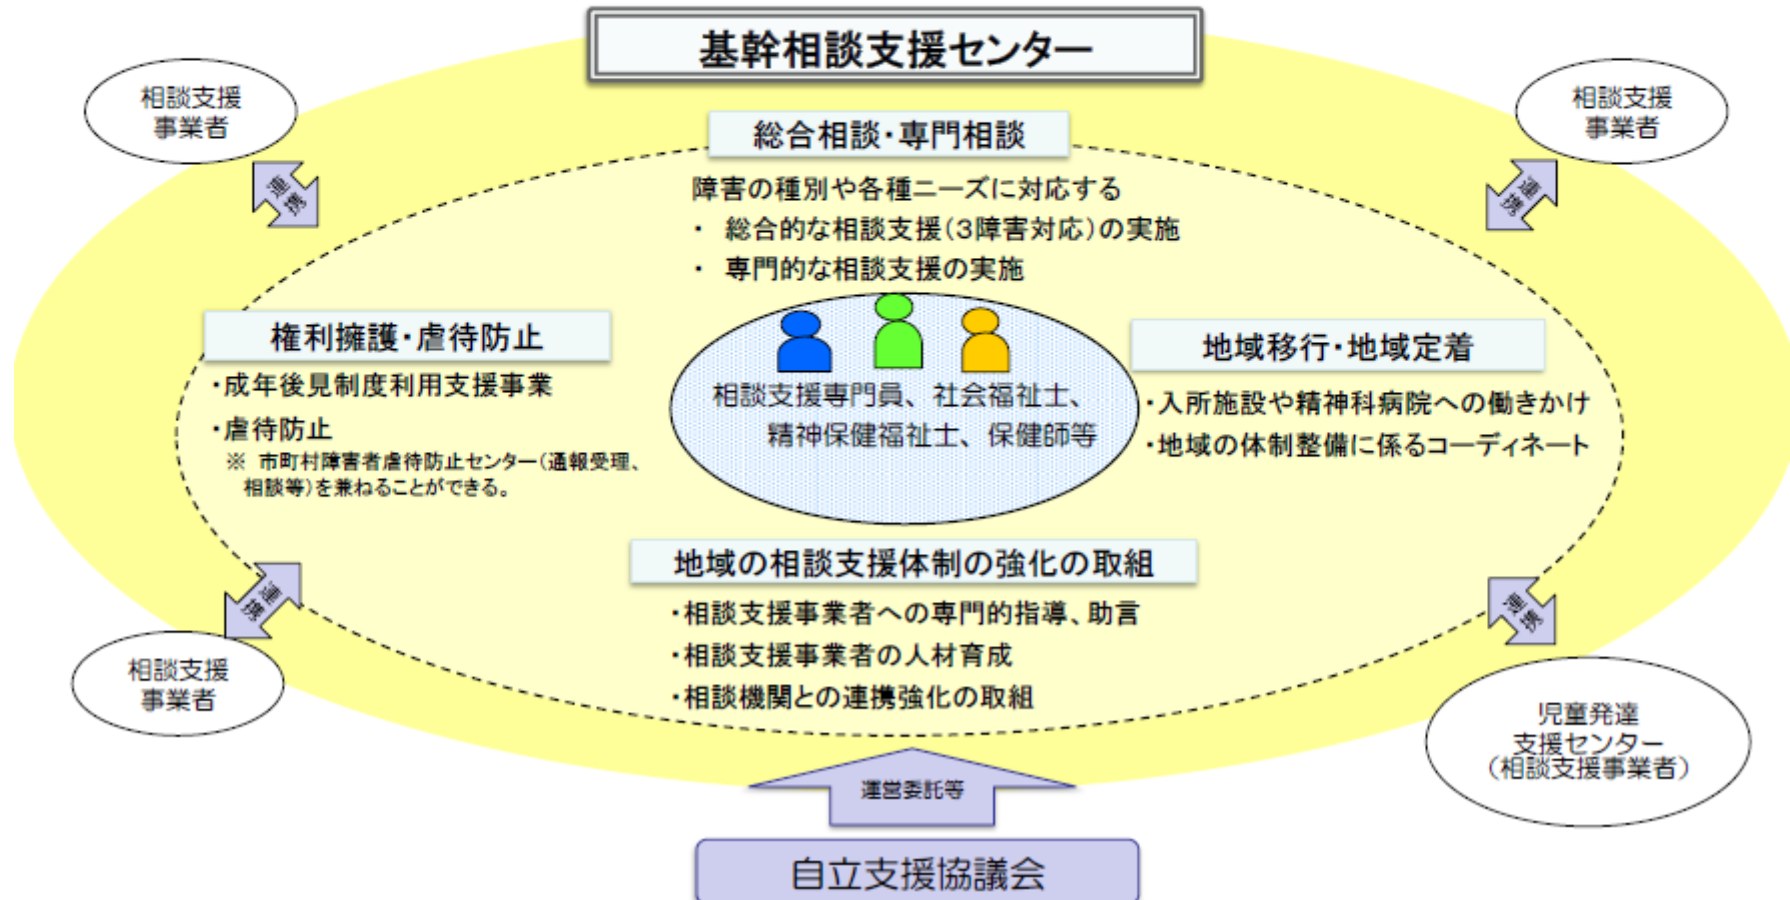 基幹相談支援センター
相談支援
事業者
相談支援
事業者
連携
連携
総合相談・専門相談
障害の種別や各種ニーズに対応する
・ 総合的な相談支援(3障害対応)の実施
・ 専門的な相談支援の実施
権利擁護・虐待防止
・成年後見制度利用支援事業
・虐待防止
※ 市町村障害者虐待防止センター(通報受理、
相談等)を兼ねることができる。
相談支援専門員、社会福祉士、
精神保健福祉士、保健師等
地域移行・地域定着
・入所施設や精神科病院への働きかけ
・地域の体制整備に係るコーディネート
地域の相談支援体制の強化の取組
・相談支援事業者への専門的指導、助言
・相談支援事業者の人材育成
・相談機関との連携強化の取組
連携
連携
相談支援
事業者
児童発達
支援センター
(相談支援事業者)
運営委託等
自立支援協議会